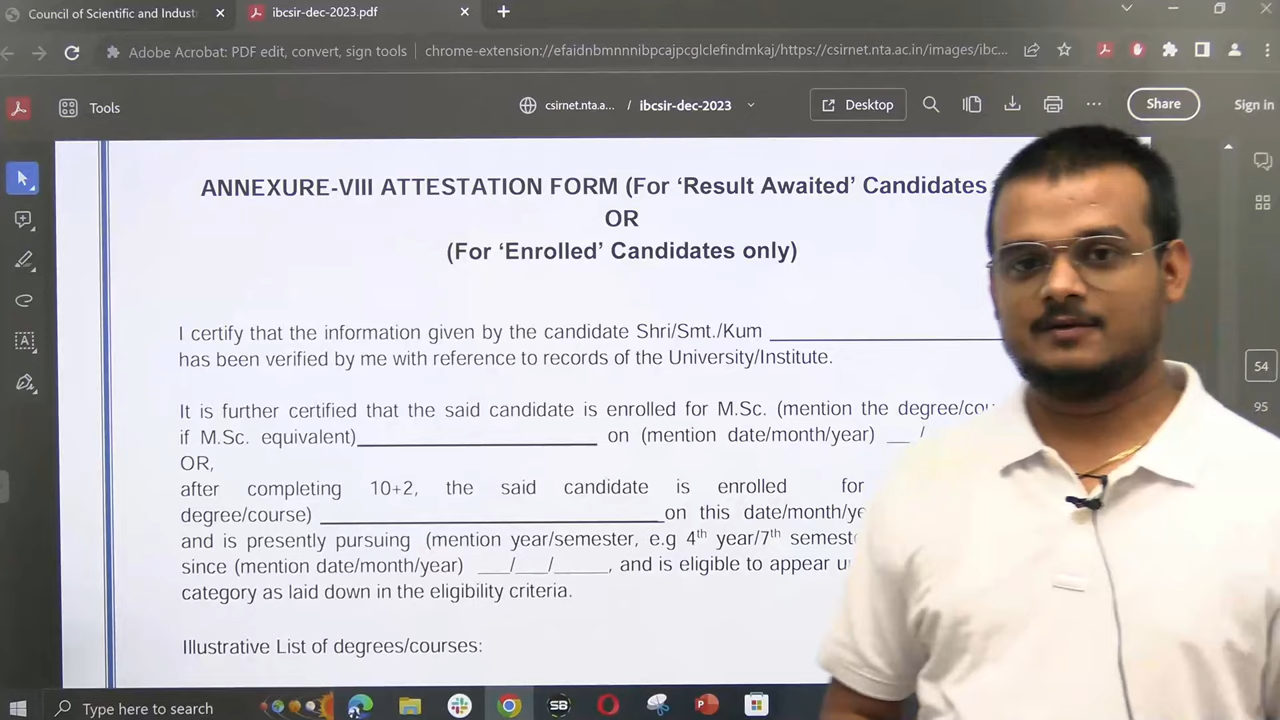 Council of Scientific and Indust
ibcsir-dec-2023.pdf
Adobe Acrobat: PDF edit, convert, sign tools
chrome-extension://efaidnbmnnnibpcajpcglclefindmkaj/https://csirnet.nta.ac.in/images/ibc...
Tools
csirnet.nta.a... / ibcsir-dec-2023
Desktop
Share
Sign in
ANNEXURE-VIII ATTESTATION FORM (For ‘Result Awaited’ Candidates
OR
(For ‘Enrolled’ Candidates only)
I certify that the information given by the candidate Shri/Smt./Kum
has been verified by me with reference to records of the University/Institute.
54
It is further certified that the said candidate is enrolled for M.Sc. (mention the degree/cou
95
if M.Sc. equivalent)____________ on (mention date/month/year) __ /
OR,
after completing 10+2, the said candidate is enrolled for
degree/course) ____________on this date/month/ye
and is presently pursuing (mention year/semester, e.g 4th year/7th semest
since (mention date/month/year) ___/___/_____, and is eligible to appear u
category as laid down in the eligibility criteria.
Illustrative List of degrees/courses:
Type here to search
SB